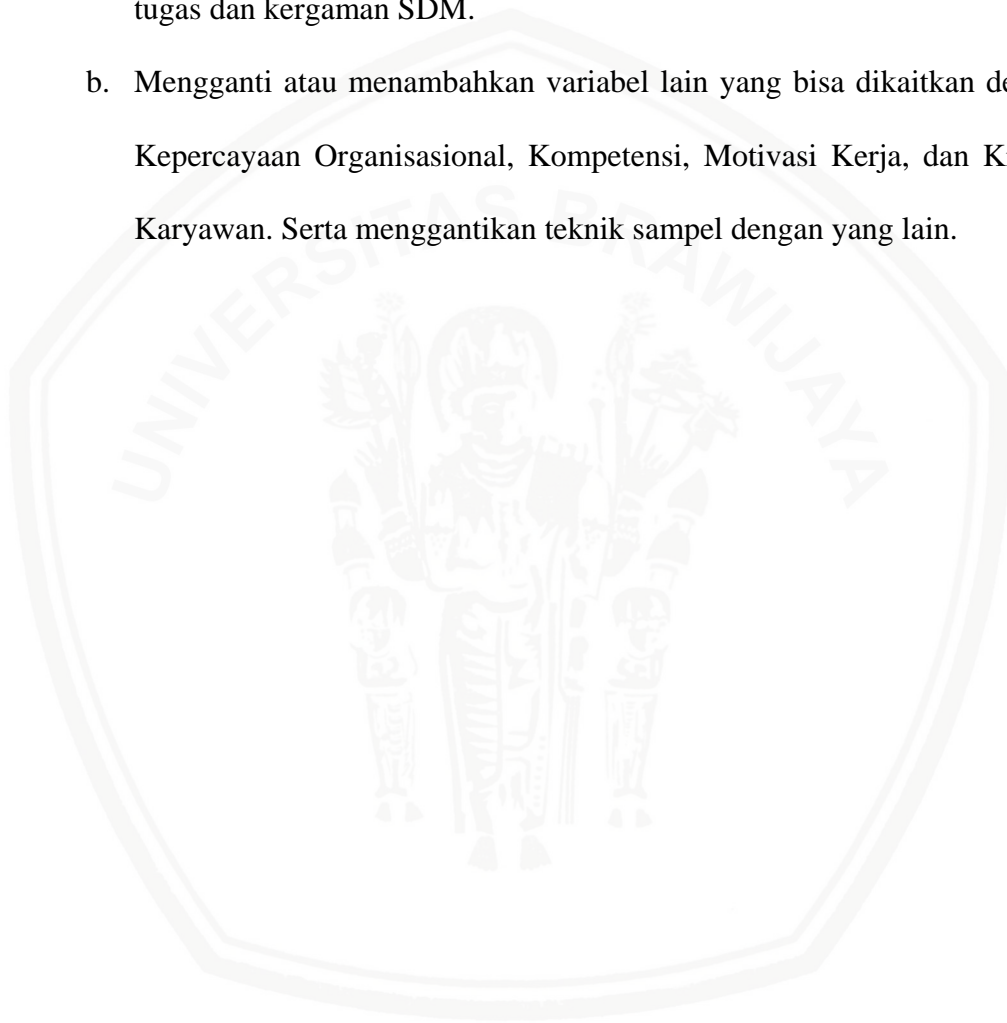 tugas dan kergaman SDM.
b. Mengganti atau menambahkan variabel lain yang bisa dikaitkan
Kepercayaan Organisasional, Kompetensi, Motivasi Kerja, dan
Karyawan. Serta menggantikan teknik sampel dengan yang lain.
UNIVERSITAS BRAWIJAYA